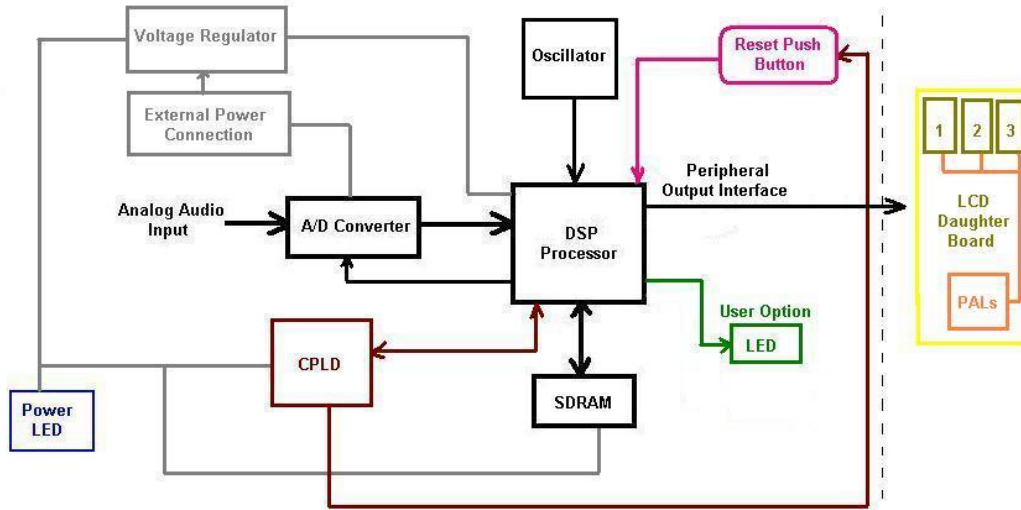 Voltage Regulator
Oscillator
Reset Push
Button
External Power
Connection
1 2 3
Peripheral
Output Interface
Analog Audio
Input
A/D Converter
DSP
Processor
LCD
Daughter
Board
PALs
User Option
LED
CPLD
SDRAM
Power
LED